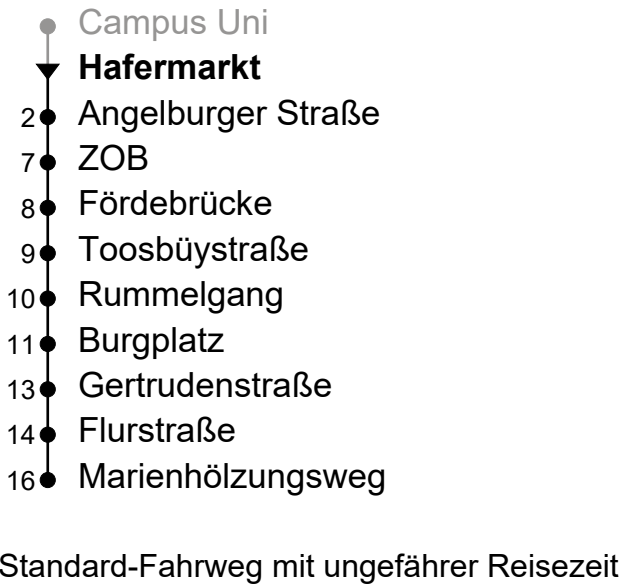 Campus Uni
Hafermarkt
2 Angelburger Straße
7 ZOB
8 Fördebrücke
9 Toosbüystraße
10 Rummelgang
11 Burgplatz
13 Gertrudenstraße
14 Flurstraße
16 Marienhölzungsweg
Standard-Fahrweg mit ungefährer Reisezeit